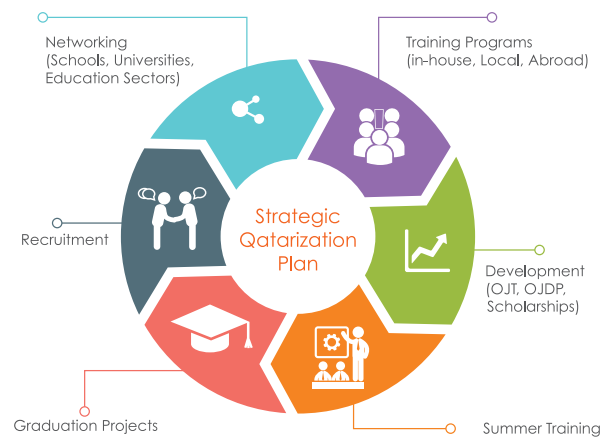 Networking
(Schools, Universities,
Education Sectors)
Training Programs
(in-house, Local, Abroad)
Strategic
Qatarization
Plan
Recruitment
Development
(OJT, OJDP,
Scholarships)
Graduation Projects
Summer Training